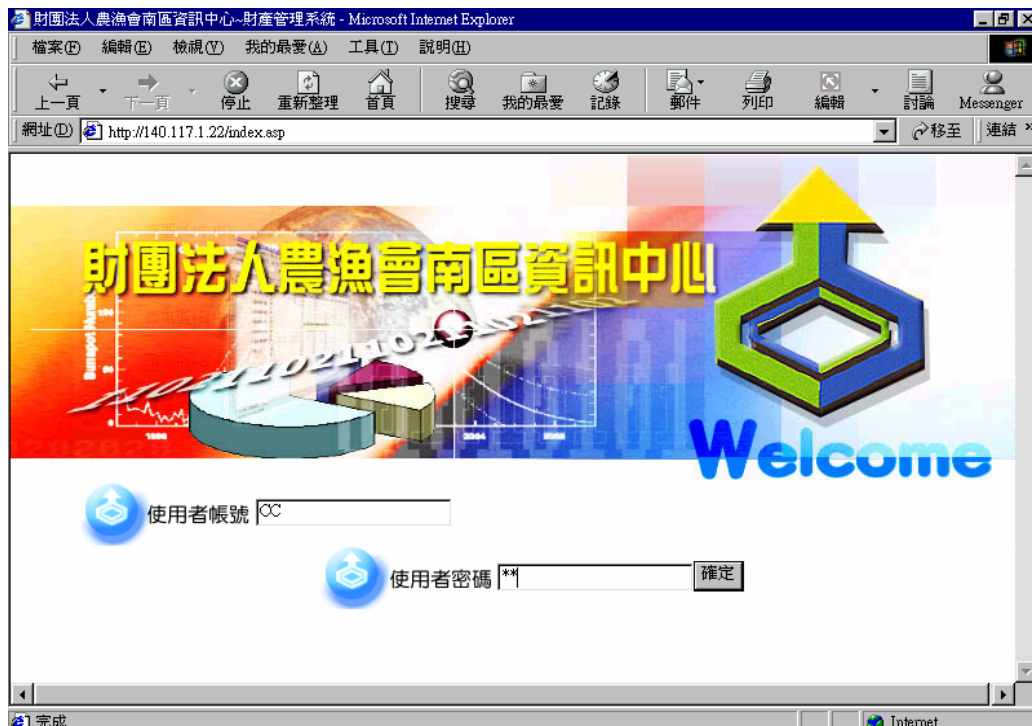 財團法人農漁會南區資訊中心~財產管理系統 - Microsoft Internet Explorer
檔案(F) 編輯(E) 檢視(V) 我的最愛(A) 工具(T) 說明(H)
上一頁 下一頁 停止 重新整理 首頁 搜尋 我的最愛 記錄 郵件 列印 編輯 討論 Messenger
網址(D) http://140.117.1.22/index.asp 移至 連結 »
財團法人農漁會南區資訊中心
Sunspot Numb
110211102110211021102
Welcome
使用者帳號 CC
使用者密碼 ** 確定
完成 Internet